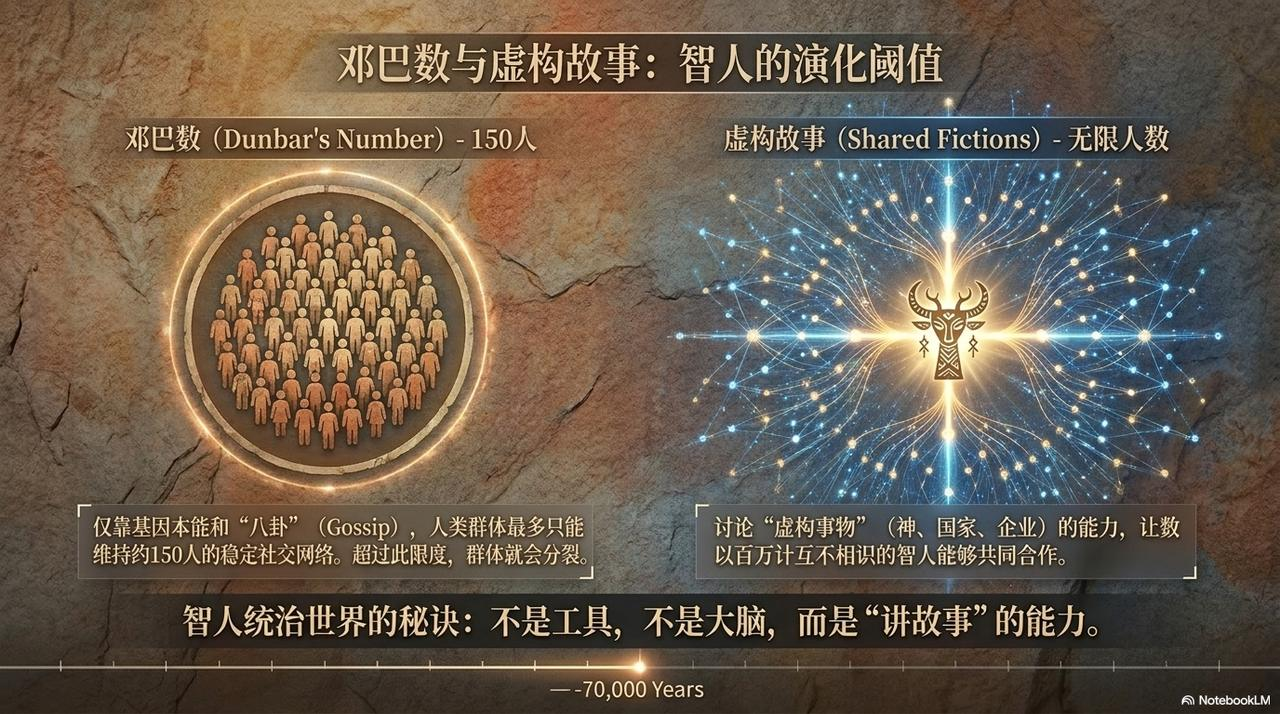 邓巴数与虚构故事：智人的演化阈值
邓巴数（Dunbar's Number）- 150人
虚构故事（Shared Fictions）- 无限人数
仅靠基因本能和“八卦”（Gossip），人类群体最多只能
维持约150人的稳定社交网络。超过此限度，群体就会分裂。
讨论“虚构事物”（神、国家、企业）的能力，让数
以百万计互不相识的智人能够共同合作。
智人统治世界的秘诀：不是工具，不是大脑，而是“讲故事”的能力。
—-70,000 Years
NotebookLM